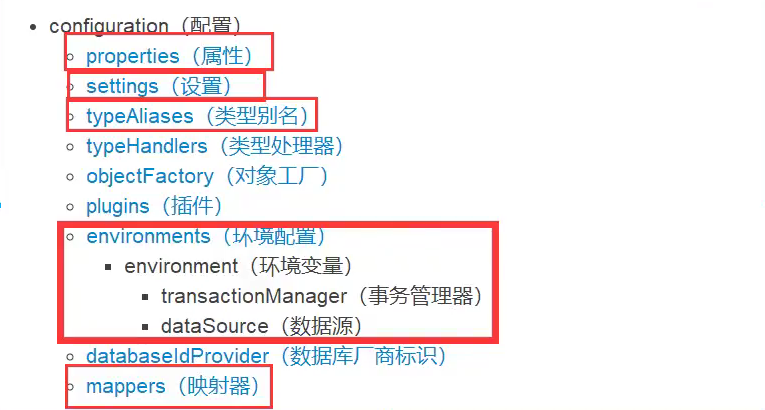 configuration（配置）
properties（属性）
settings（设置）
typeAliases（类型别名）
typeHandlers（类型处理器）
objectFactory（对象工厂）
plugins（插件）
environments（环境配置）
environment（环境变量）
transactionManager（事务管理器）
dataSource（数据源）
databaseIdProvider（数据库厂商标识）
mappers（映射器）